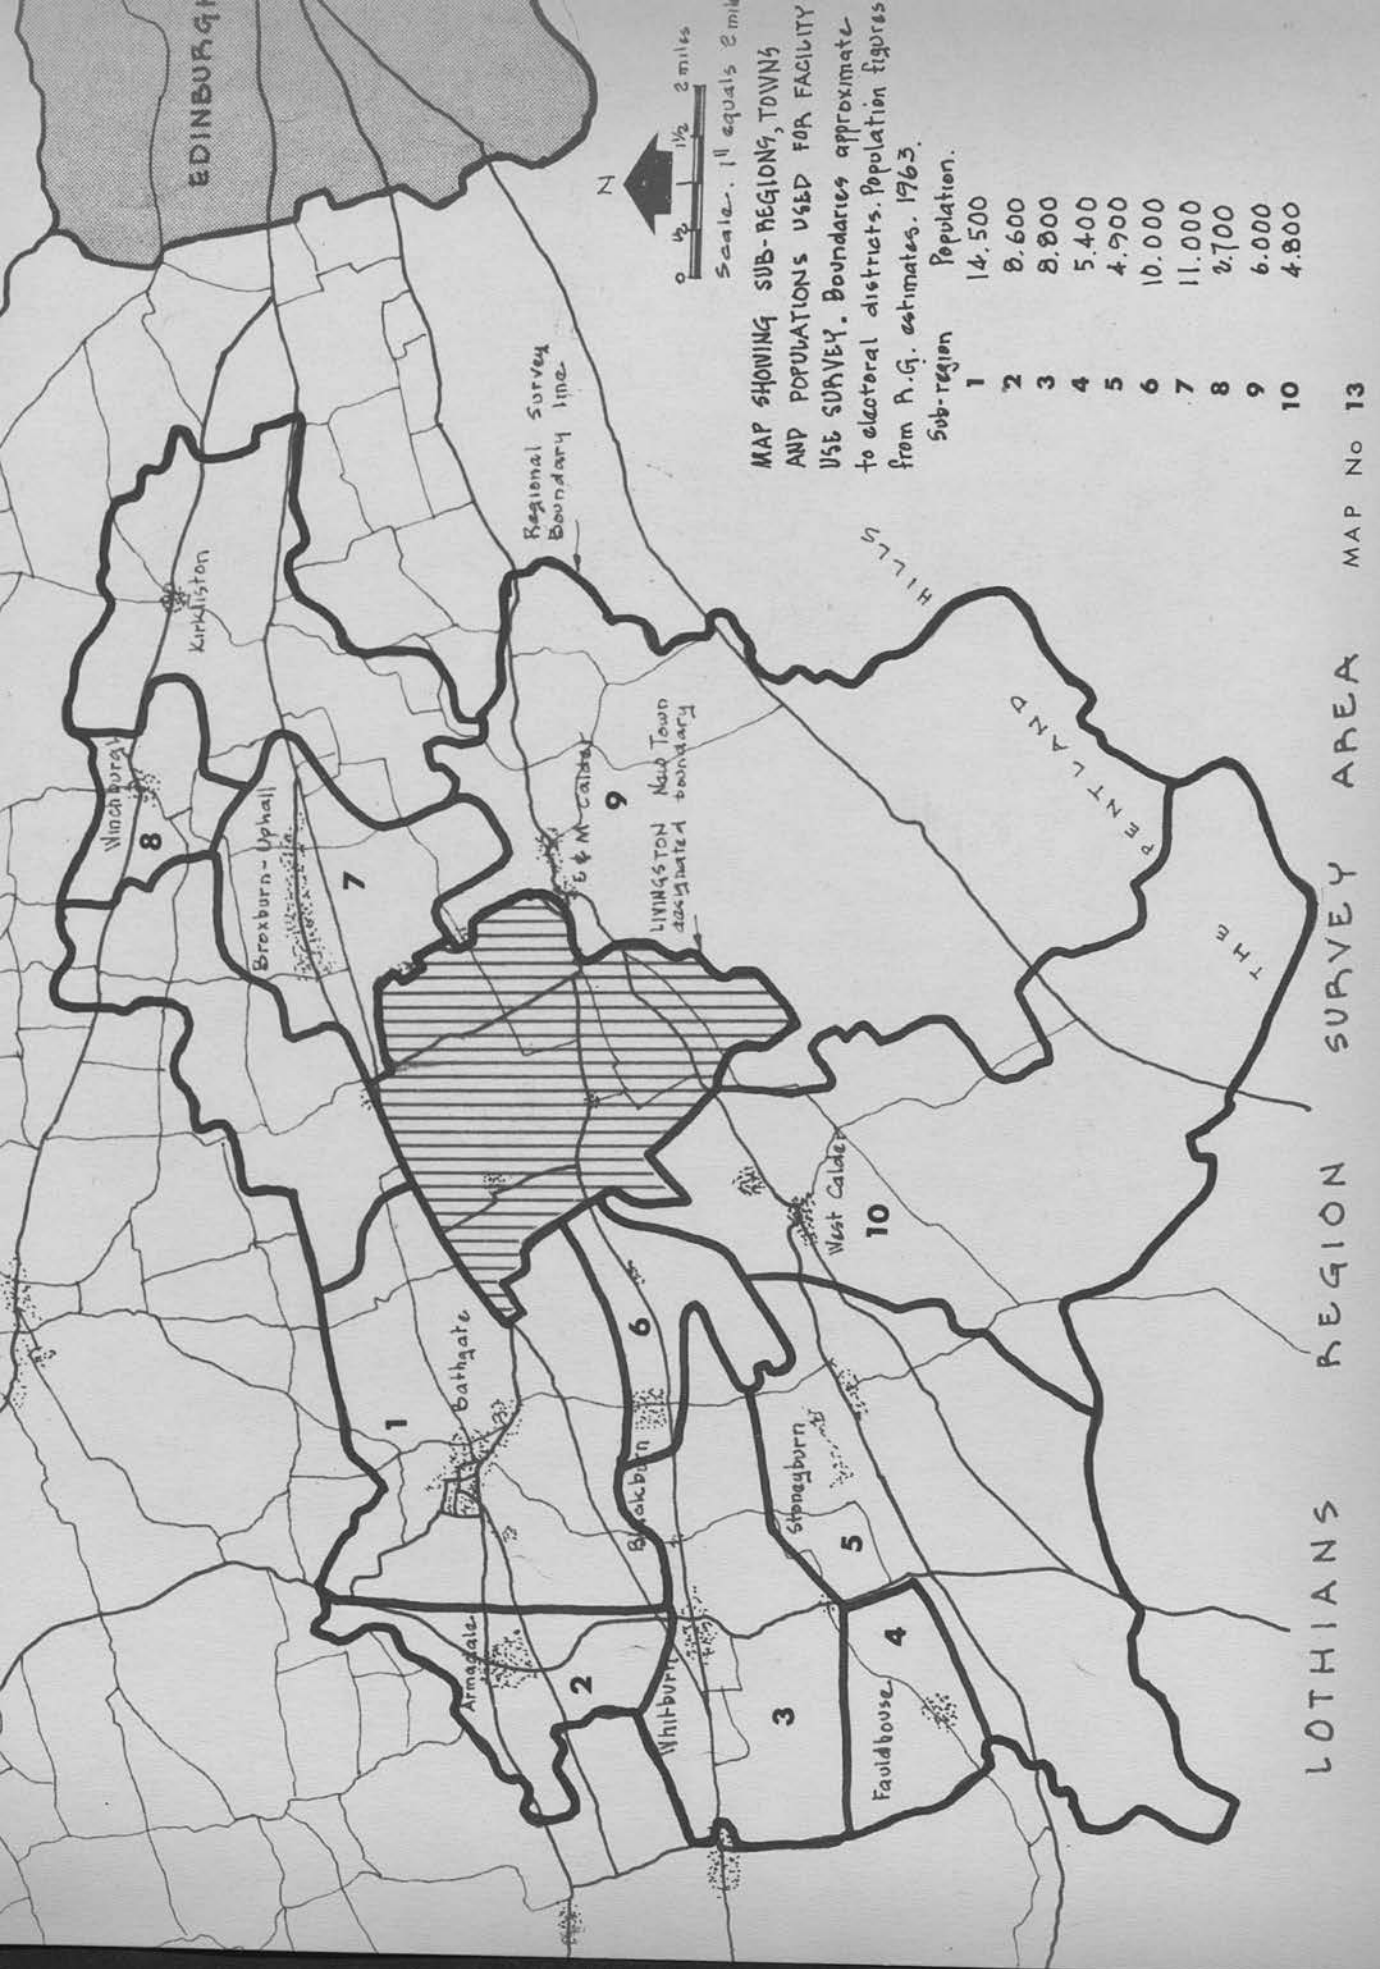 EDINBURGH
N
0 ½ 1½ 2 miles
Scale. 1" equals 2 miles
MAP SHOWING SUB-REGIONS, TOWNS
AND POPULATIONS USED FOR FACILITY
USE SURVEY. Boundaries approximate
to electoral districts. Population figures
from R.G. estimates. 1963.
Sub-region Population.
1 14.500
2 8.600
3 8.800
4 5.400
5 4.900
6 10.000
7 11.000
8 2.700
9 6.000
10 4.800
Regional Survey
Boundary line
Kirkliston
Winchburgh
8
Broxburn-Uphall
7
E & M Calder
9
LIVINGSTON New Town
designated boundary
THE PENTLAND HILLS
1
Bathgate
6
Blackburn
West Calder
10
Stoneyburn
5
Armadale
2
Whitburn
3
4
Fauldhouse
LOTHIANS REGION SURVEY AREA MAP No 13